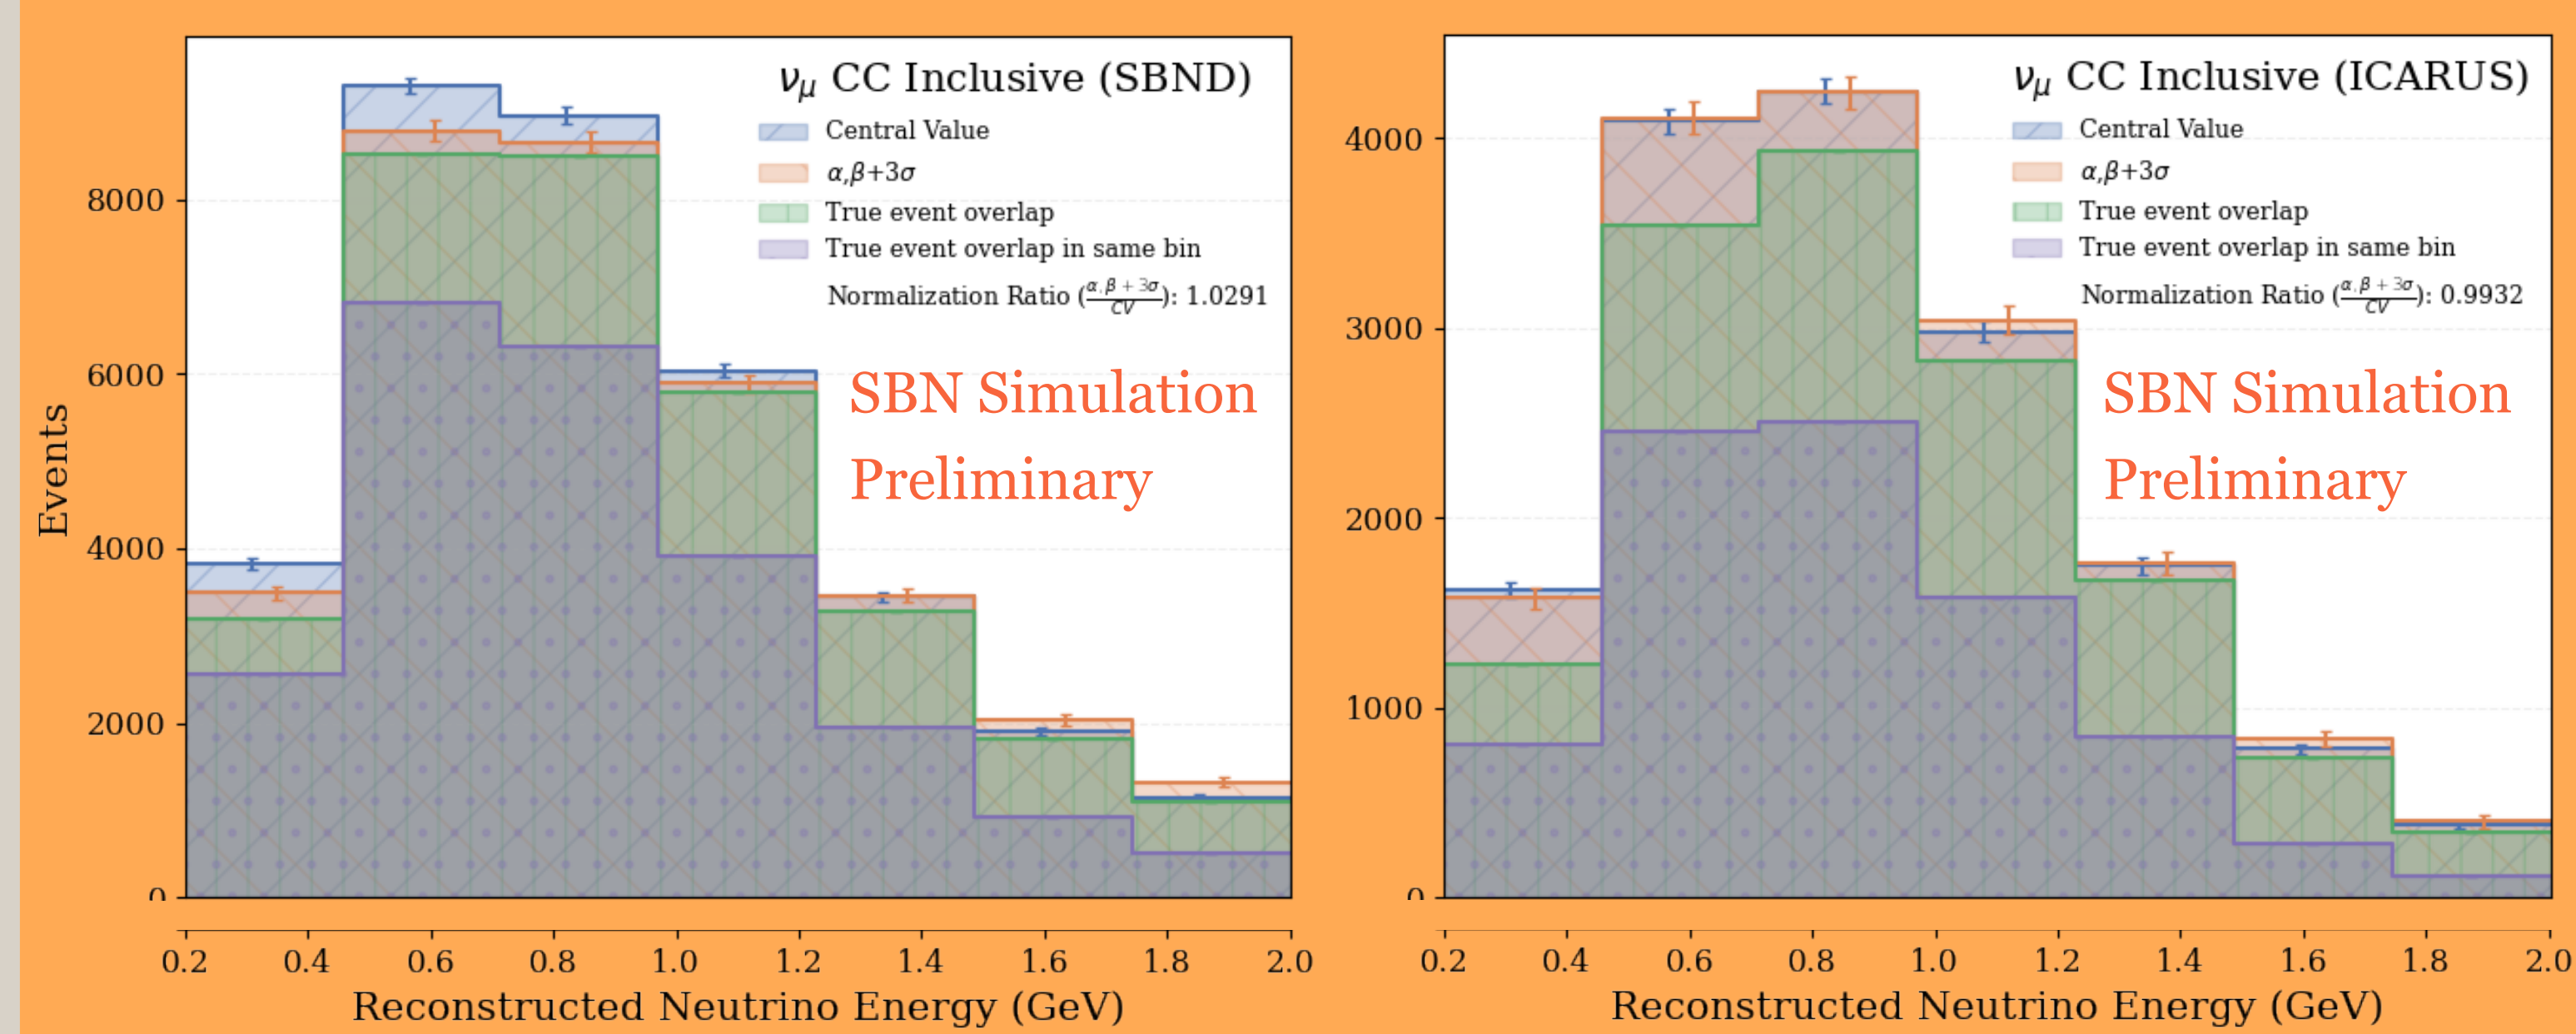 ν_μ CC Inclusive (SBND)
Central Value
α,β+3σ
True event overlap
True event overlap in same bin
Normalization Ratio (α,β + 3σ / CV): 1.0291
SBN Simulation
Preliminary
Events
8000
6000
4000
2000
0
0.2 0.4 0.6 0.8 1.0 1.2 1.4 1.6 1.8 2.0
Reconstructed Neutrino Energy (GeV)
ν_μ CC Inclusive (ICARUS)
Central Value
α,β+3σ
True event overlap
True event overlap in same bin
Normalization Ratio (α,β + 3σ / CV): 0.9932
SBN Simulation
Preliminary
4000
3000
2000
1000
0
0.2 0.4 0.6 0.8 1.0 1.2 1.4 1.6 1.8 2.0
Reconstructed Neutrino Energy (GeV)